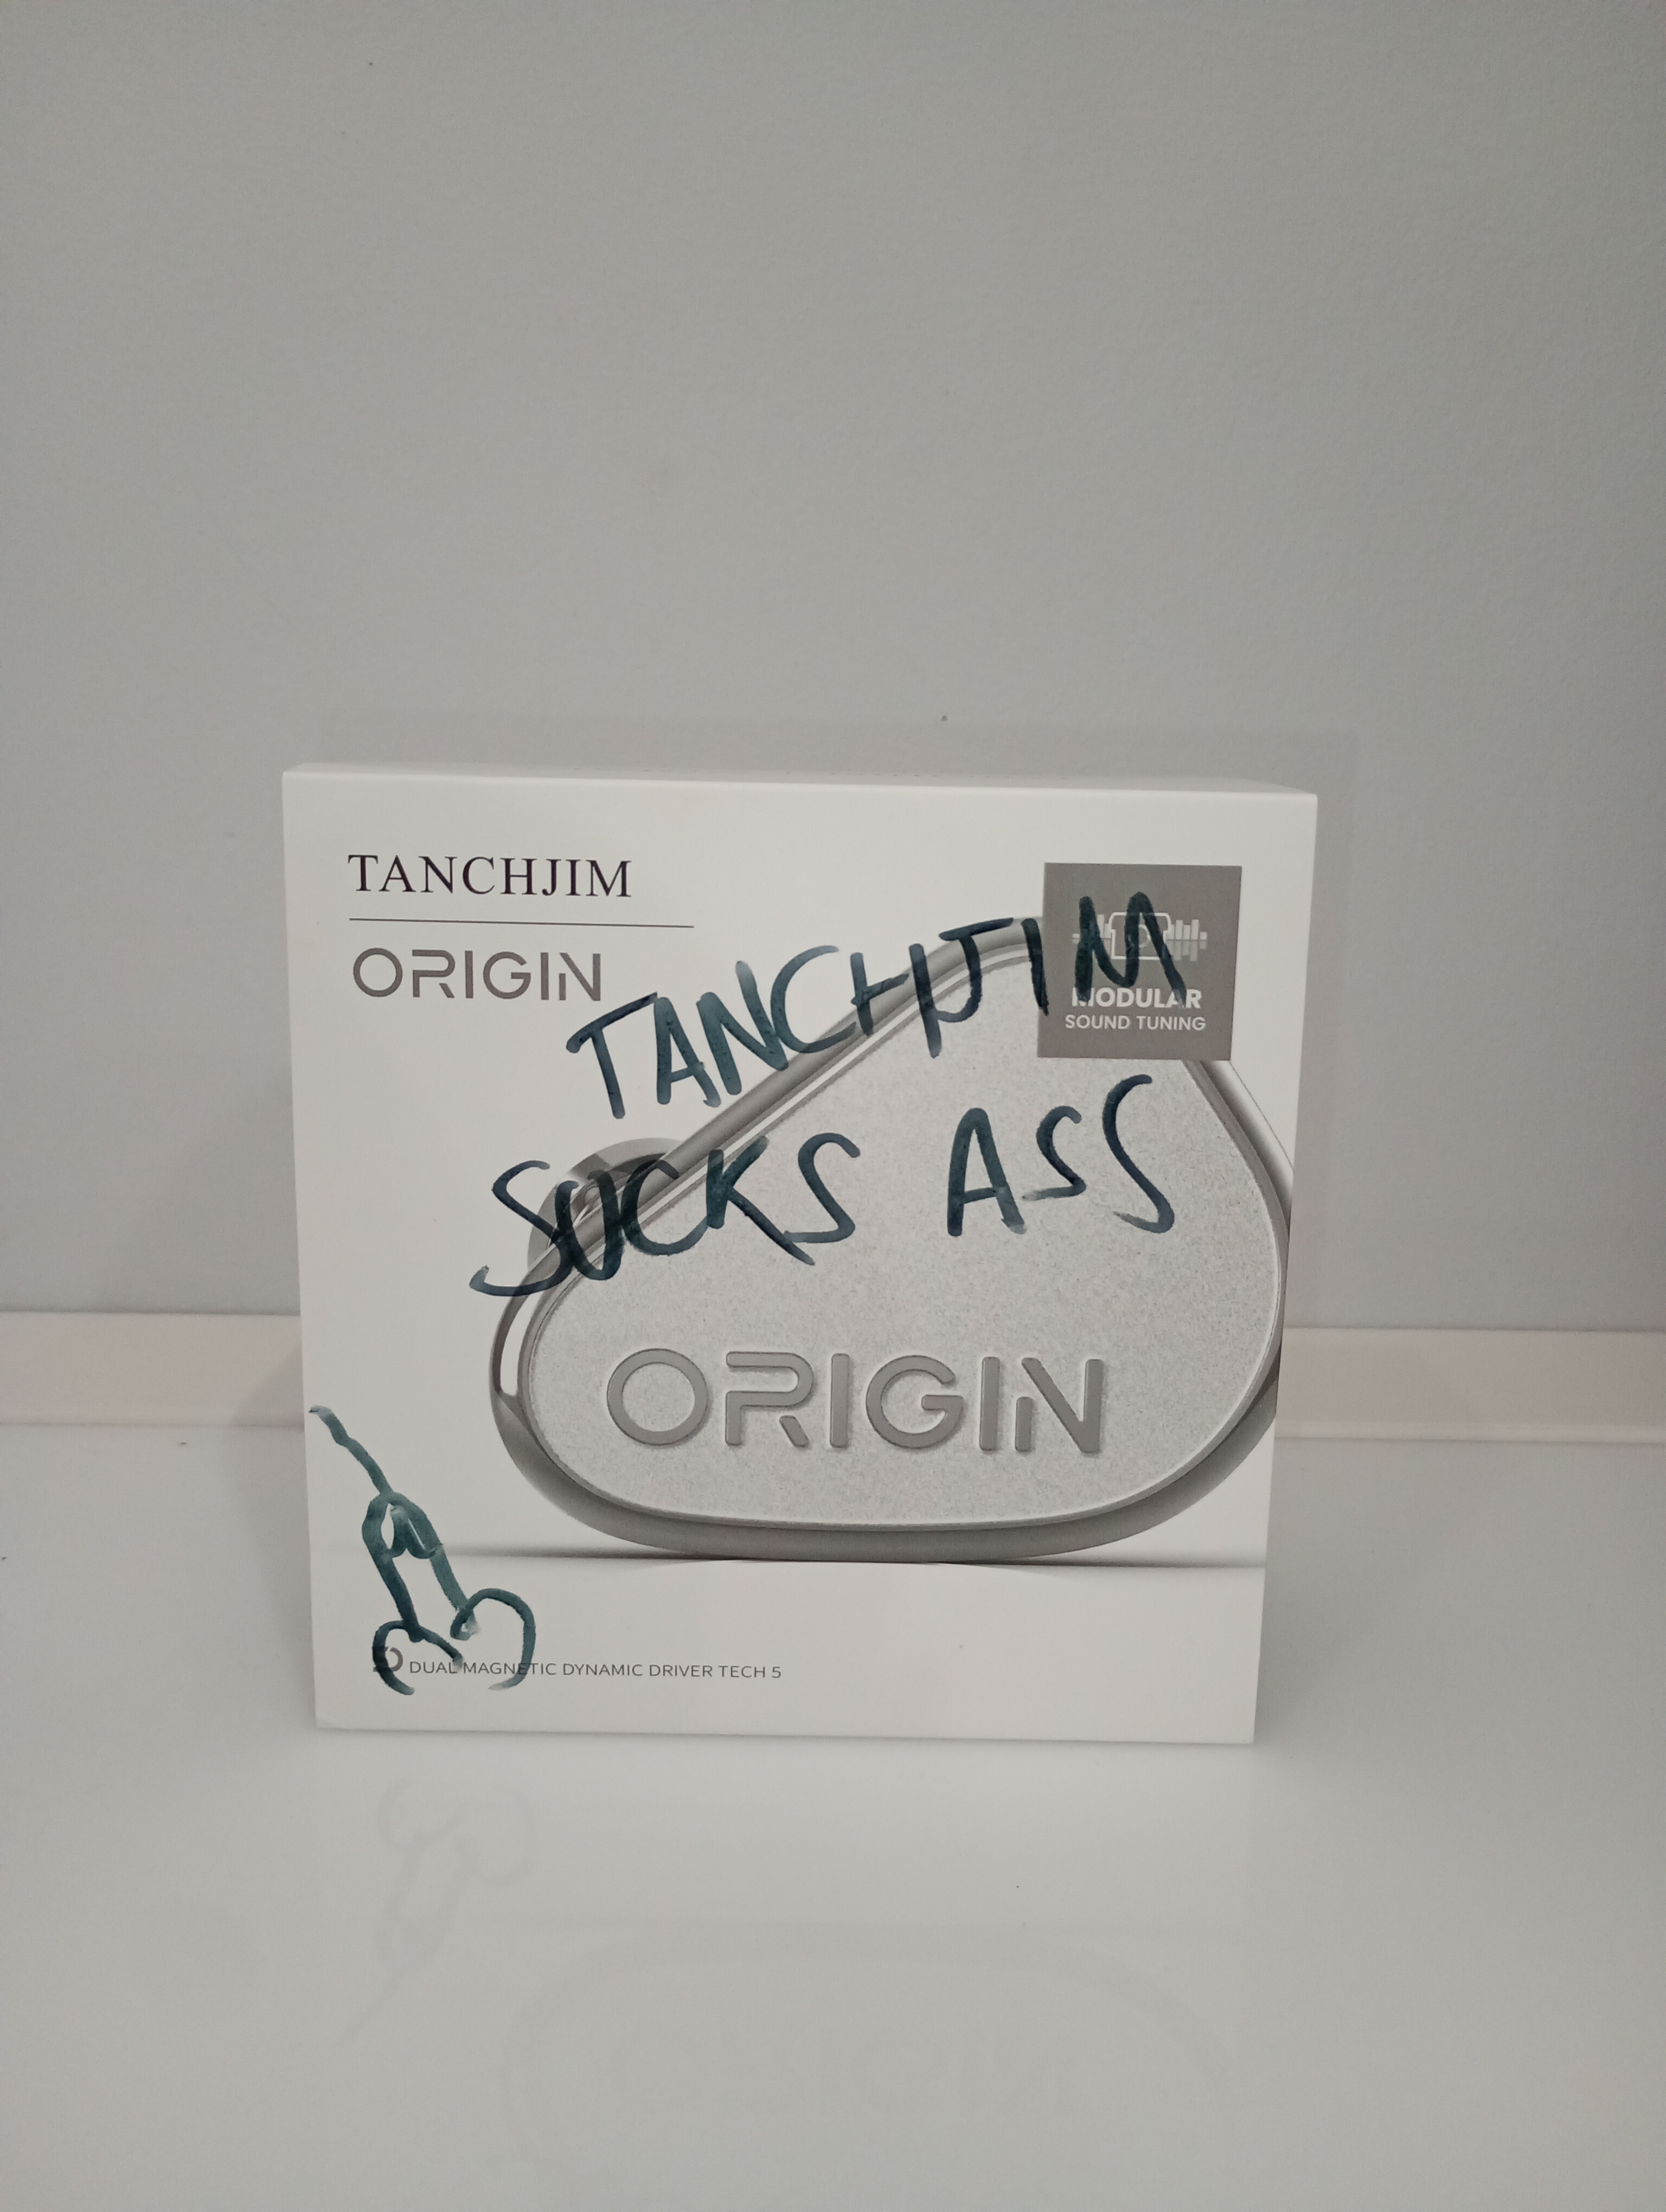 TANCHJIM
ORIGIN
TANCHJIM
MODULAR
SOUND TUNING
SUCKS ASS
ORIGIN
DUAL MAGNETIC DYNAMIC DRIVER TECH 5